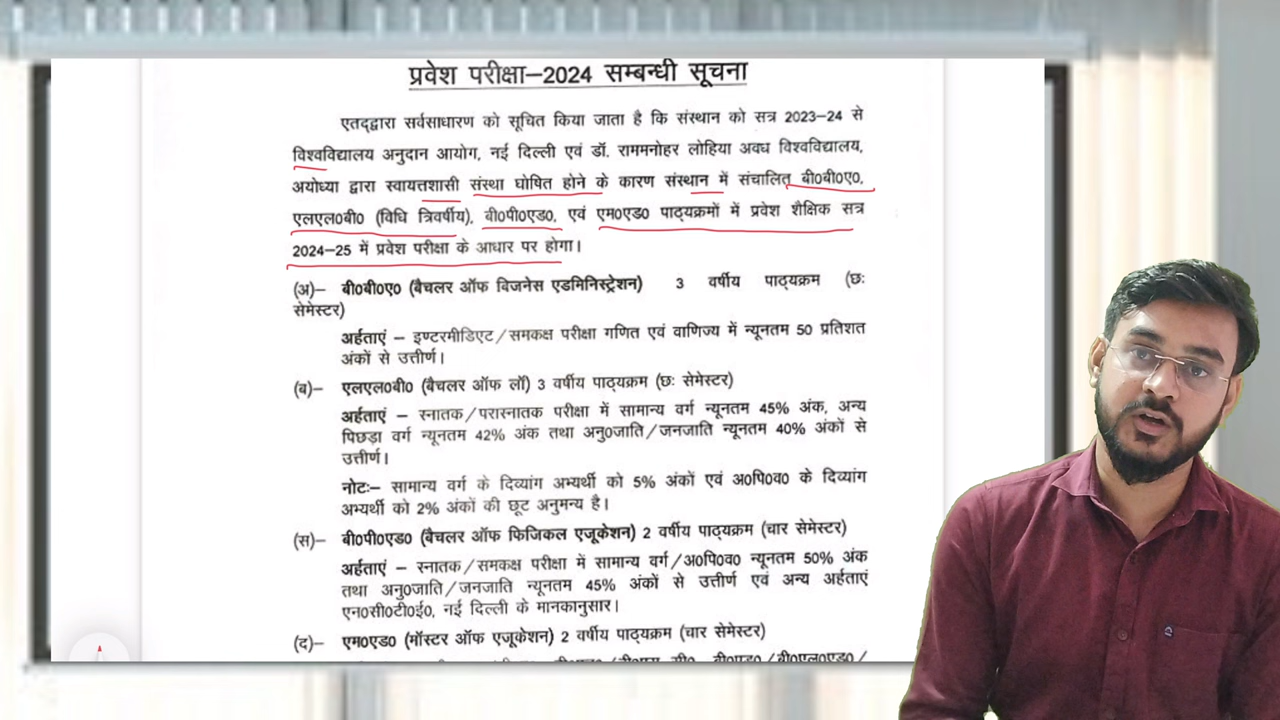 प्रवेश परीक्षा–2024 सम्बन्धी सूचना
एतद्द्वारा सर्वसाधारण को सूचित किया जाता है कि संस्थान को सत्र 2023–24 से
विश्वविद्यालय अनुदान आयोग, नई दिल्ली एवं डॉ. राममनोहर लोहिया अवध विश्वविद्यालय,
अयोध्या द्वारा स्वायत्तशासी संस्था घोषित होने के कारण संस्थान में संचालित बी0बी0ए0,
एलएल0बी0 (विधि त्रिवर्षीय), बी0पी0एड0, एवं एम0एड0 पाठ्यक्रमों में प्रवेश शैक्षिक सत्र
2024–25 में प्रवेश परीक्षा के आधार पर होगा।
(अ)– बी0बी0ए0 (बैचलर ऑफ बिजनेस एडमिनिस्ट्रेशन) 3 वर्षीय पाठ्यक्रम (छः
सेमेस्टर)
अर्हताएं – इण्टरमीडिएट/समकक्ष परीक्षा गणित एवं वाणिज्य में न्यूनतम 50 प्रतिशत
अंकों से उत्तीर्ण।
(ब)– एलएल0बी0 (बैचलर ऑफ लॉ) 3 वर्षीय पाठ्यक्रम (छः सेमेस्टर)
अर्हताएं – स्नातक/परास्नातक परीक्षा में सामान्य वर्ग न्यूनतम 45% अंक, अन्य
पिछड़ा वर्ग न्यूनतम 42% अंक तथा अनु0जाति/जनजाति न्यूनतम 40% अंकों से
उत्तीर्ण।
नोटः– सामान्य वर्ग के दिव्यांग अभ्यर्थी को 5% अंकों एवं अ0पि0व0 के दिव्यांग
अभ्यर्थी को 2% अंकों की छूट अनुमन्य है।
(स)– बी0पी0एड0 (बैचलर ऑफ फिजिकल एजूकेशन) 2 वर्षीय पाठ्यक्रम (चार सेमेस्टर)
अर्हताएं – स्नातक/समकक्ष परीक्षा में सामान्य वर्ग/अ0पि0व0 न्यूनतम 50% अंक
तथा अनु0जाति/जनजाति न्यूनतम 45% अंकों से उत्तीर्ण एवं अन्य अर्हताएं
एन0सी0टी0ई0, नई दिल्ली के मानकानुसार।
(द)– एम0एड0 (मॉस्टर ऑफ एजूकेशन) 2 वर्षीय पाठ्यक्रम (चार सेमेस्टर)